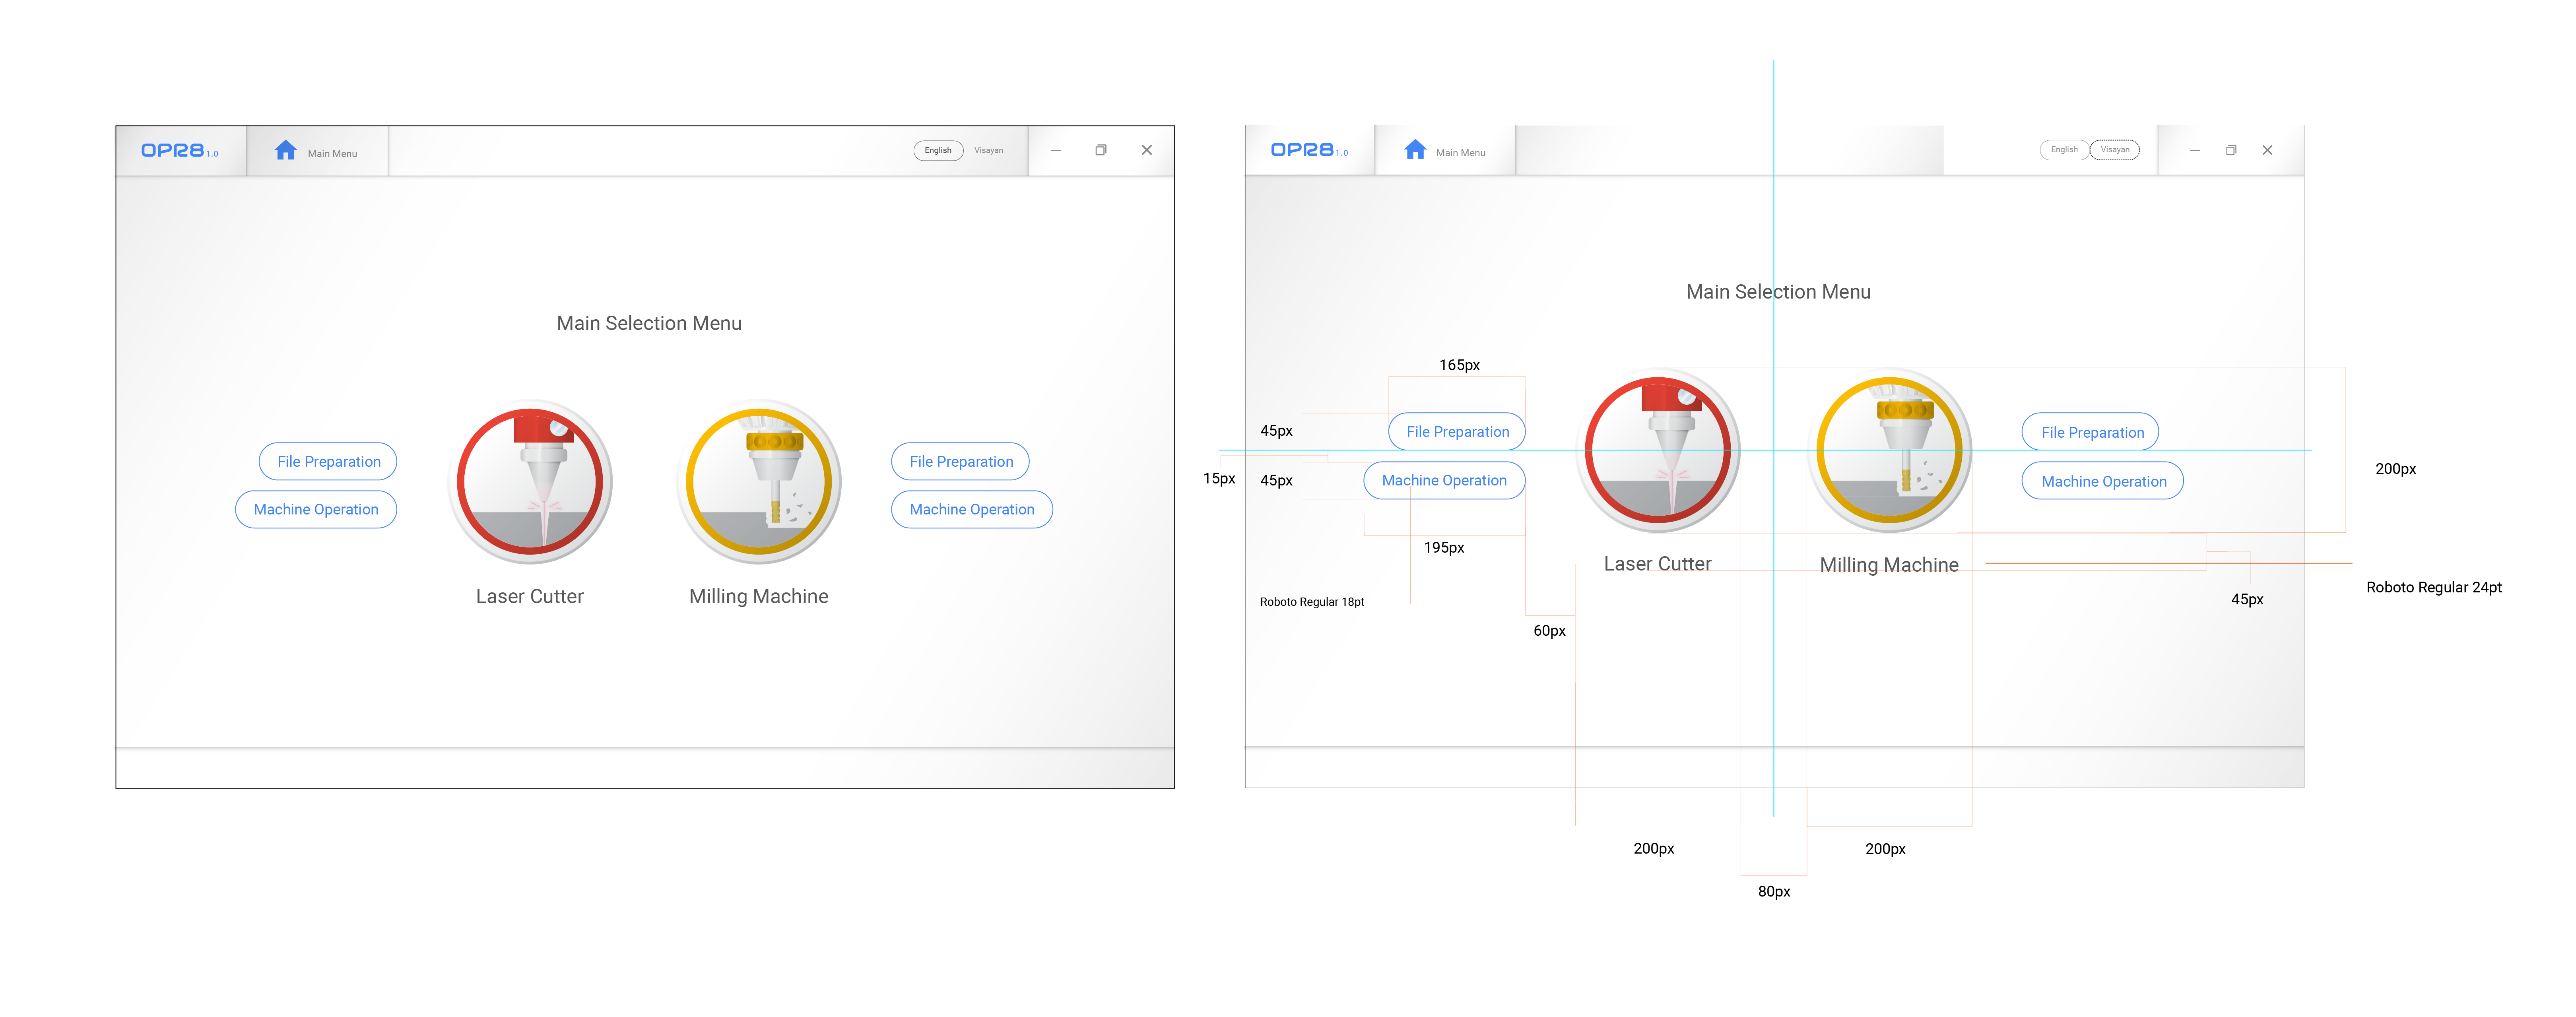 OPR8 1.0
Main Menu
English
Visayan
Main Selection Menu
File Preparation
Machine Operation
File Preparation
Machine Operation
Laser Cutter
Milling Machine
OPR8 1.0
Main Menu
English
Visayan
Main Selection Menu
165px
45px
File Preparation
File Preparation
15px
45px
Machine Operation
Machine Operation
200px
195px
Laser Cutter
Milling Machine
Roboto Regular 18pt
45px
Roboto Regular 24pt
60px
200px
200px
80px